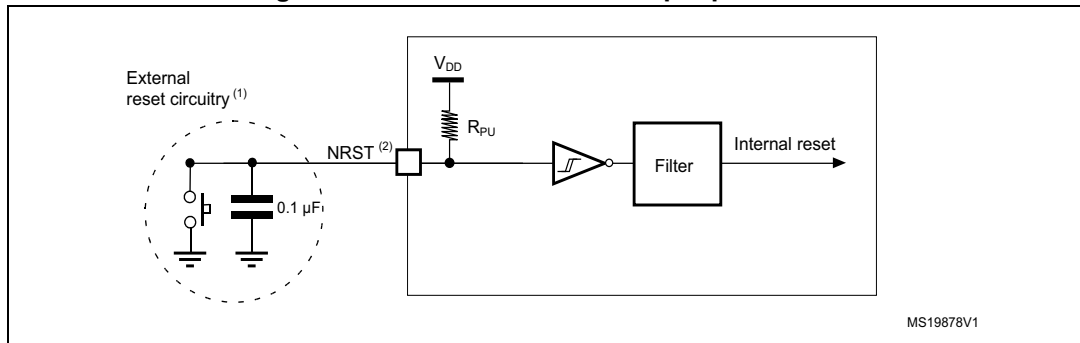 External
reset circuitry (1)
VDD
RPU
NRST (2)
Internal reset
Filter
0.1 µF
MS19878V1